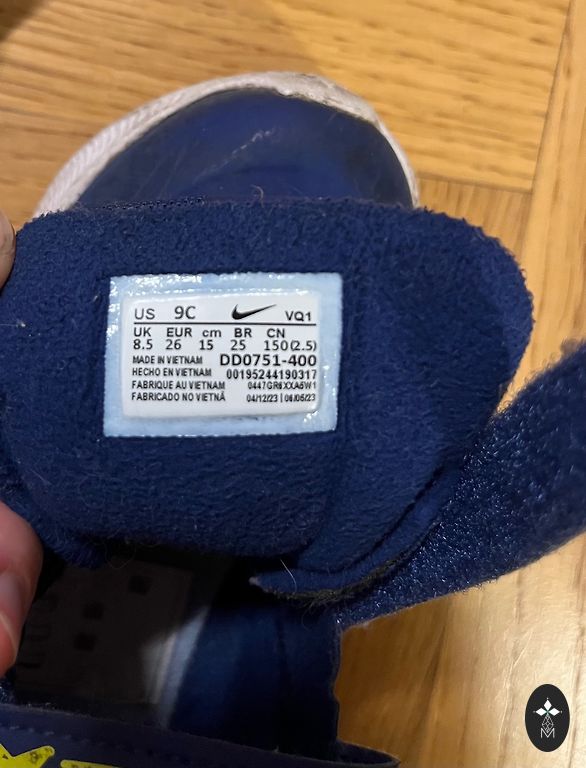 US 9C VQ1
UK EUR cm BR CN
8.5 26 15 25 150(2.5)
MADE IN VIETNAM DD0751-400
HECHO EN VIETNAM 00195244190317
FABRIQUE AU VIETNAM 0447GR6XXA5W1
FABRICADO NO VIETNÃ 04/12/23 | 06/05/23
M